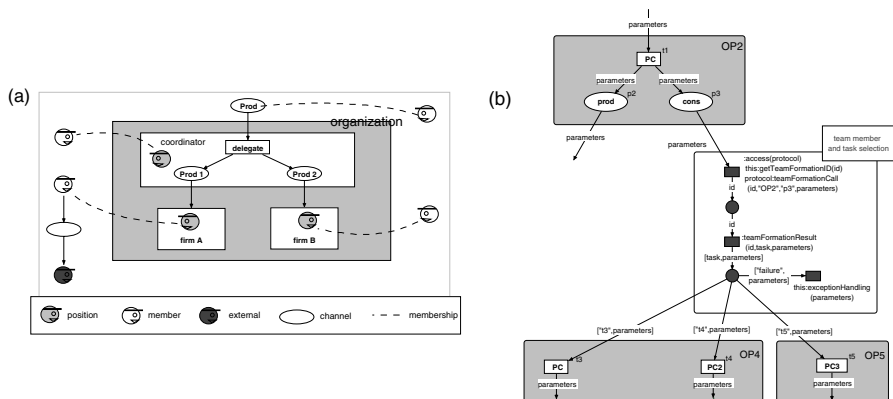 (a)
Prod
organization
coordinator
delegate
Prod 1
Prod 2
firm A
firm B
position
member
external
channel
membership
(b)
parameters
OP2
t1
PC
parameters
parameters
p2
p3
prod
cons
parameters
parameters
team member
and task selection
:access(protocol)
this:getTeamFormationID(id)
protocol:teamFormationCall
(id,"OP2","p3",parameters)
id
id
:teamFormationResult
(id,task,parameters)
[task,parameters]
["failure",
parameters]
this:exceptionHandling
(parameters)
["t3",parameters]
["t4",parameters]
["t5",parameters]
OP4
OP5
t3
t4
t5
PC
PC2
PC3
parameters
parameters
parameters